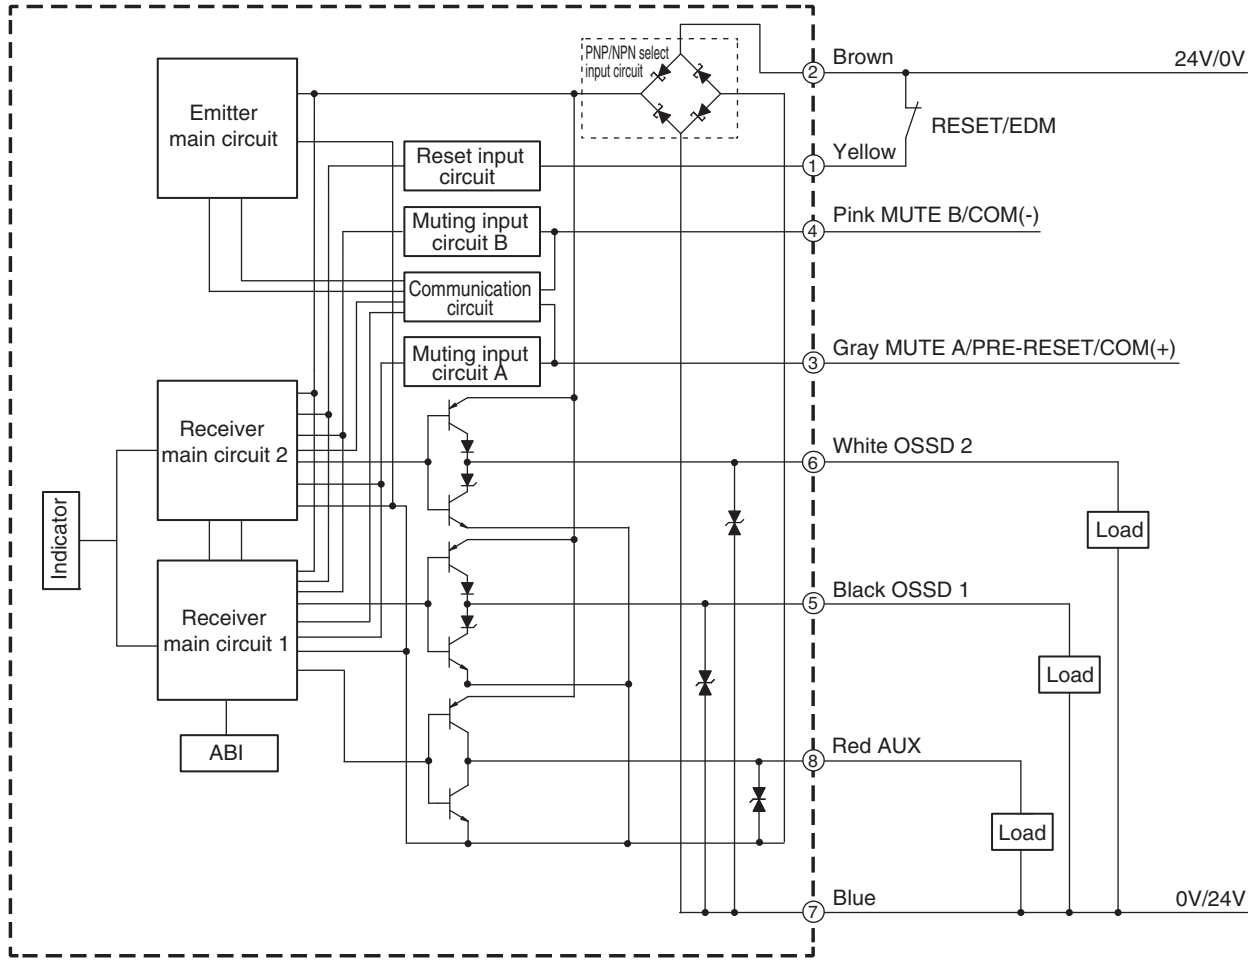 PNP/NPN select
input circuit
2
Brown
24V/0V
Emitter
main circuit
RESET/EDM
Reset input
circuit
1
Yellow
Muting input
circuit B
4
Pink MUTE B/COM(-)
Communication
circuit
Muting input
circuit A
3
Gray MUTE A/PRE-RESET/COM(+)
Receiver
main circuit 2
6
White OSSD 2
Load
Indicator
Receiver
main circuit 1
5
Black OSSD 1
Load
ABI
8
Red AUX
Load
7
Blue
0V/24V